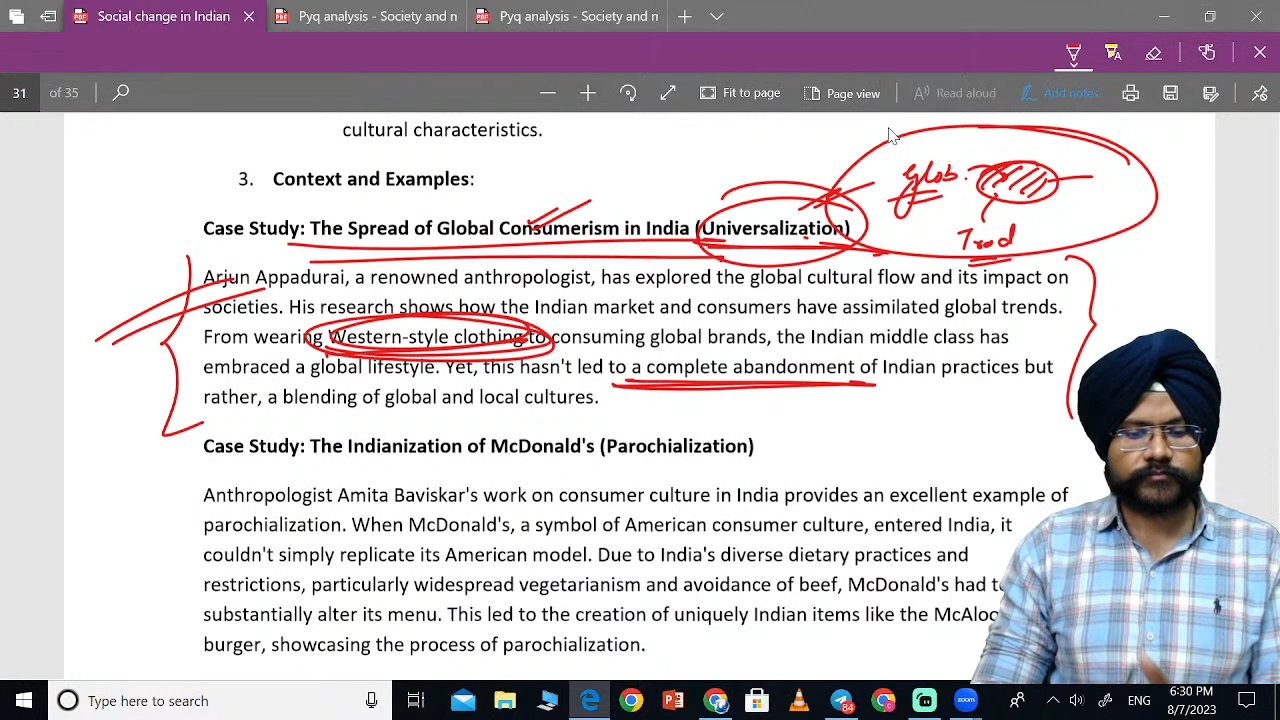 Social change in India
Pyq analysis - Society and n
Pyq analysis - Society and n
31 of 35
Fit to page
Page view
Read aloud
Add notes
cultural characteristics.
3. Context and Examples:
Glob.
Trad
Case Study: The Spread of Global Consumerism in India (Universalization)
Arjun Appadurai, a renowned anthropologist, has explored the global cultural flow and its impact on
societies. His research shows how the Indian market and consumers have assimilated global trends.
From wearing Western-style clothing to consuming global brands, the Indian middle class has
embraced a global lifestyle. Yet, this hasn't led to a complete abandonment of Indian practices but
rather, a blending of global and local cultures.
Case Study: The Indianization of McDonald's (Parochialization)
Anthropologist Amita Baviskar's work on consumer culture in India provides an excellent example of
parochialization. When McDonald's, a symbol of American consumer culture, entered India, it
couldn't simply replicate its American model. Due to India's diverse dietary practices and
restrictions, particularly widespread vegetarianism and avoidance of beef, McDonald's had to
substantially alter its menu. This led to the creation of uniquely Indian items like the McAloo
burger, showcasing the process of parochialization.
Type here to search
84
zoom
ENG
6:30 PM
8/7/2023